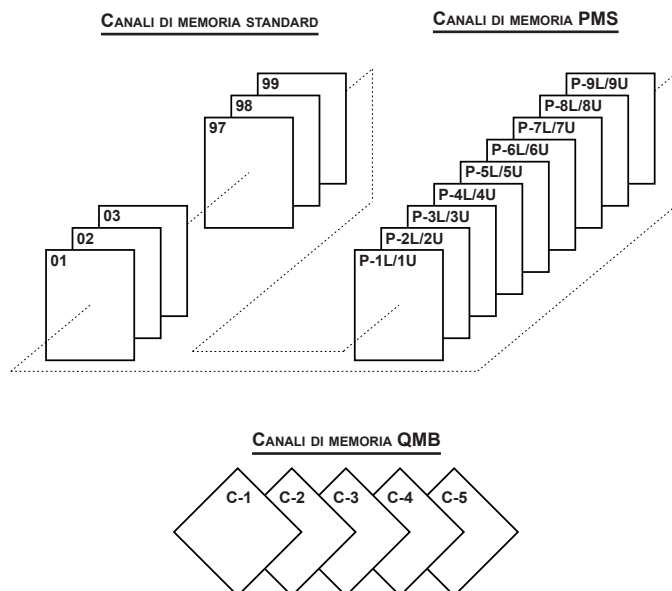 CANALI DI MEMORIA STANDARD
99
98
97
03
02
01
CANALI DI MEMORIA PMS
P-9L/9U
P-8L/8U
P-7L/7U
P-6L/6U
P-5L/5U
P-4L/4U
P-3L/3U
P-2L/2U
P-1L/1U
CANALI DI MEMORIA QMB
C-1 C-2 C-3 C-4 C-5